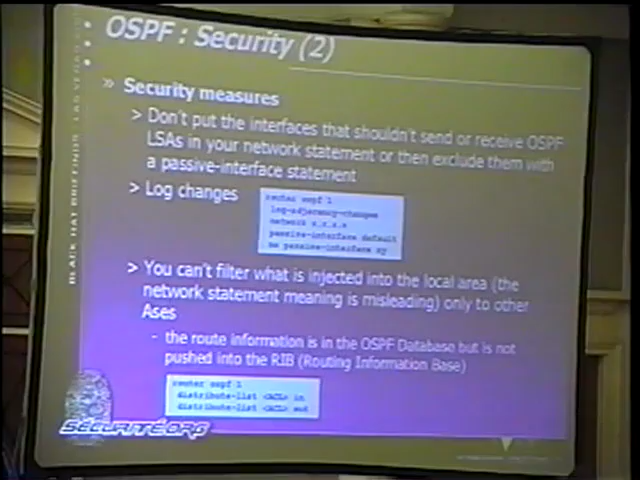 OSPF : Security (2)
» Security measures
> Don't put the interfaces that shouldn't send or receive OSPF
LSAs in your network statement or then exclude them with
a passive-interface statement
> Log changes
router ospf 1
log-adjacency-changes
network x.x.x.x
passive-interface default
no passive-interface xy
> You can't filter what is injected into the local area (the
network statement meaning is misleading) only to other
Ases
- the route information is in the OSPF Database but is not
pushed into the RIB (Routing Information Base)
router ospf 1
distribute-list <ACL> in
distribute-list <ACL> out
SÉCURITÉ.ORG
BLACK HAT BRIEFINGS LAS VEGAS